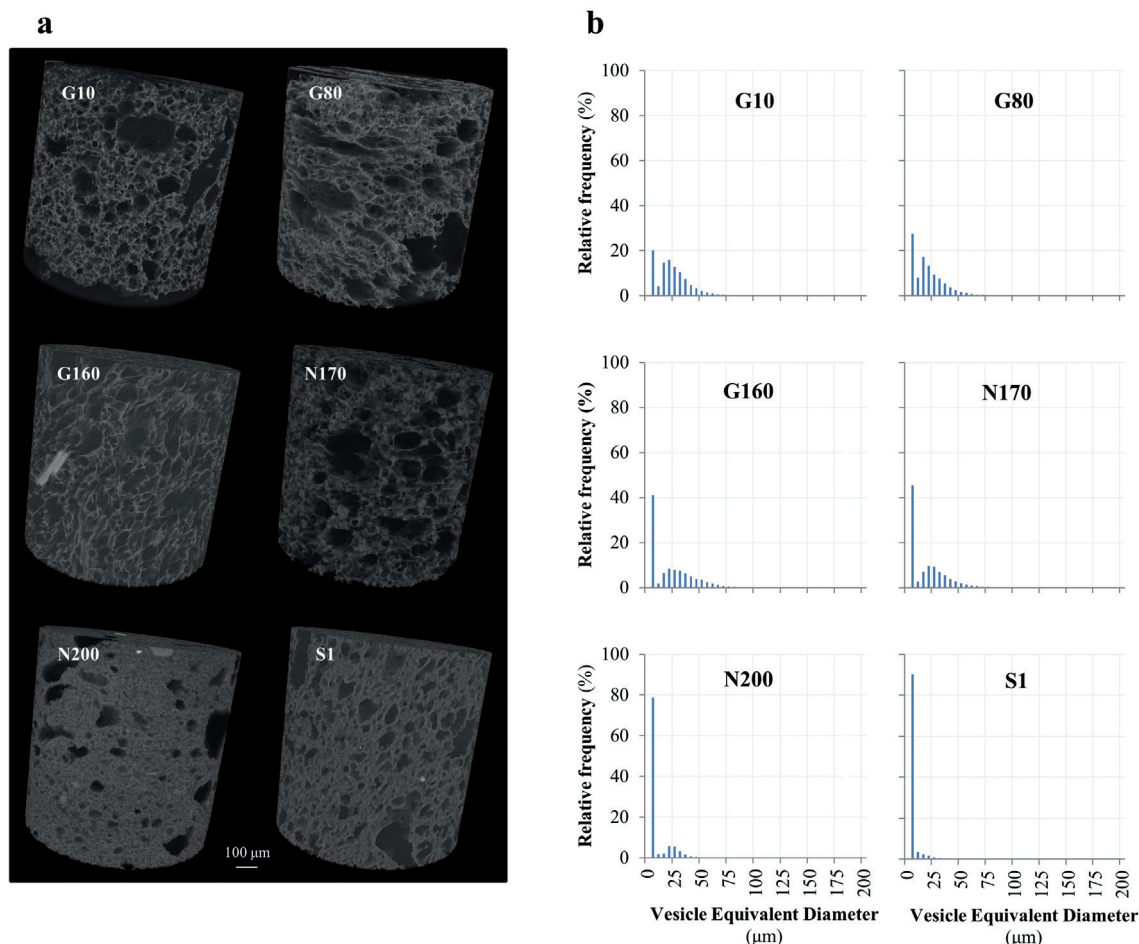 a
G10
G80
G160
N170
N200
S1
100 µm
b
Relative frequency (%)
100
80
60
40
20
0
G10
G80
Relative frequency (%)
100
80
60
40
20
0
G160
N170
Relative frequency (%)
100
80
60
40
20
0
N200
S1
0
25
50
75
100
125
150
175
200
0
25
50
75
100
125
150
175
200
Vesicle Equivalent Diameter
(µm)
Vesicle Equivalent Diameter
(µm)